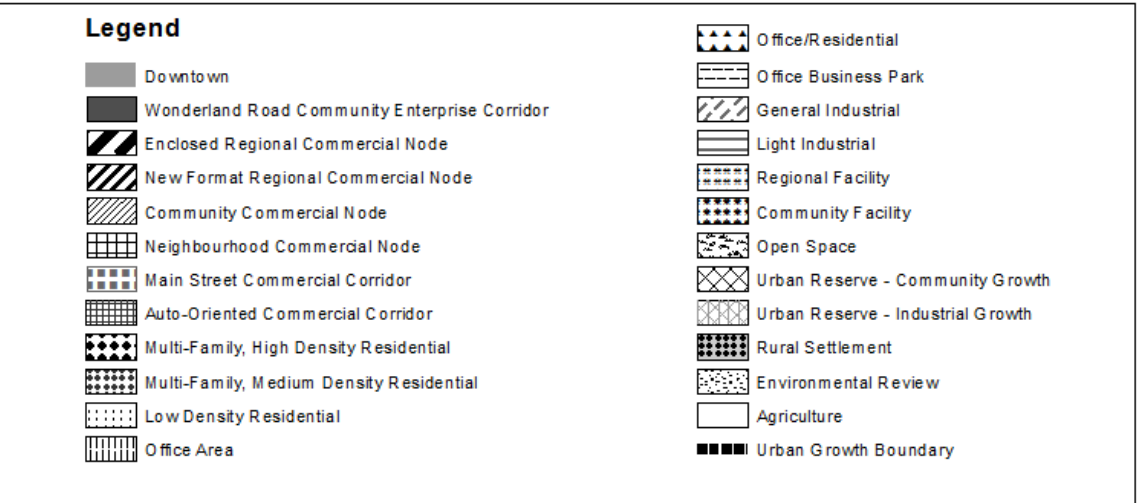 Legend
Downtown
Wonderland Road Community Enterprise Corridor
Enclosed Regional Commercial Node
New Format Regional Commercial Node
Community Commercial Node
Neighbourhood Commercial Node
Main Street Commercial Corridor
Auto-Oriented Commercial Corridor
Multi-Family, High Density Residential
Multi-Family, Medium Density Residential
Low Density Residential
Office Area
Office/Residential
Office Business Park
General Industrial
Light Industrial
Regional Facility
Community Facility
Open Space
Urban Reserve - Community Growth
Urban Reserve - Industrial Growth
Rural Settlement
Environmental Review
Agriculture
Urban Growth Boundary